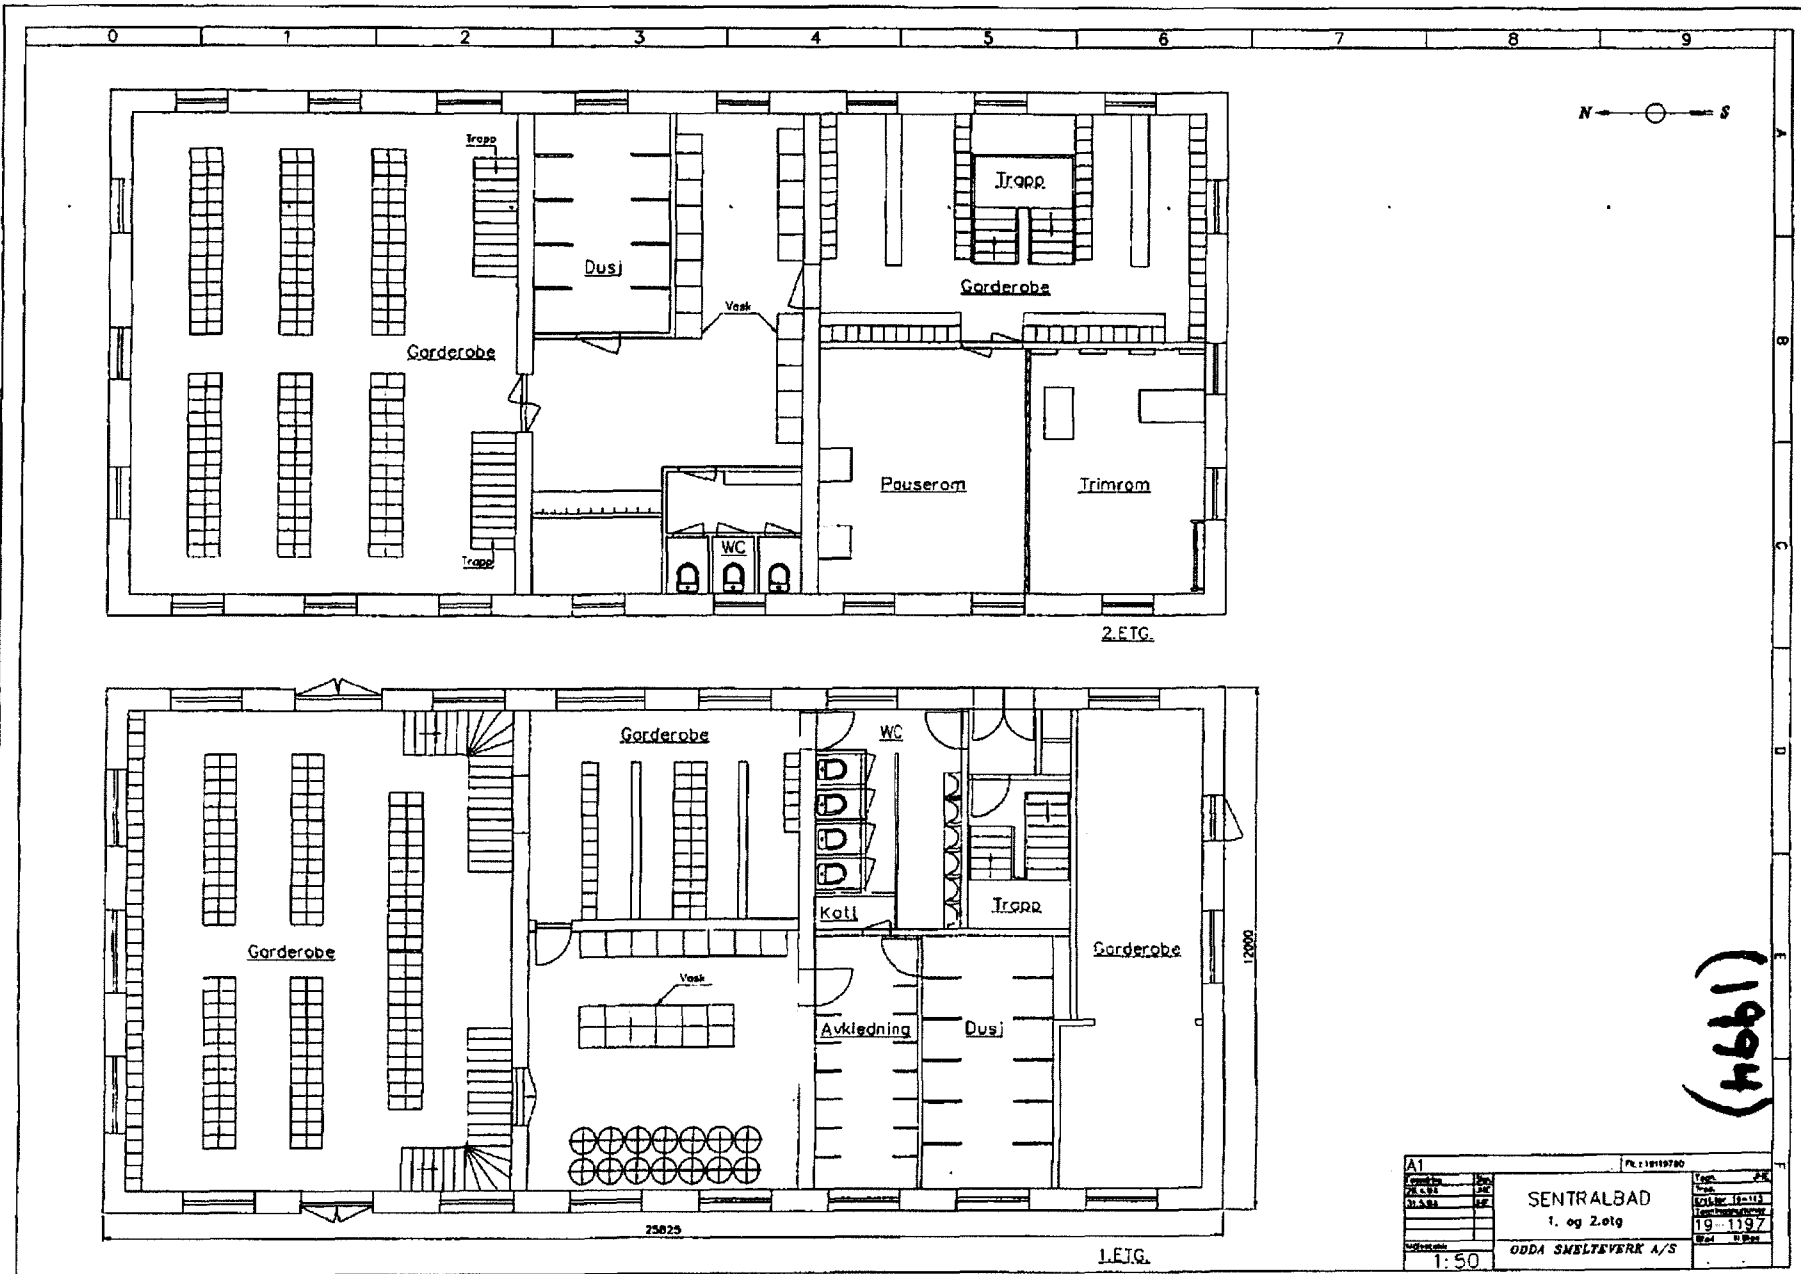 0 1 2 3 4 5 6 7 8 9
N S
A
B
C
D
E
F
Trapp
Dusj
Garderobe
Vask
Trapp
Garderobe
Pauserom
Trimrom
WC
Trapp
2.ETG.
Garderobe
WC
Garderobe
Kott
Trapp
Garderobe
Vask
Avkledning
Dusj
12000
25825
1.ETG.
(1994)
A1
SENTRALBAD
1. og 2.etg
19-1197
ODDA SMELTEVERK A/S
1:50